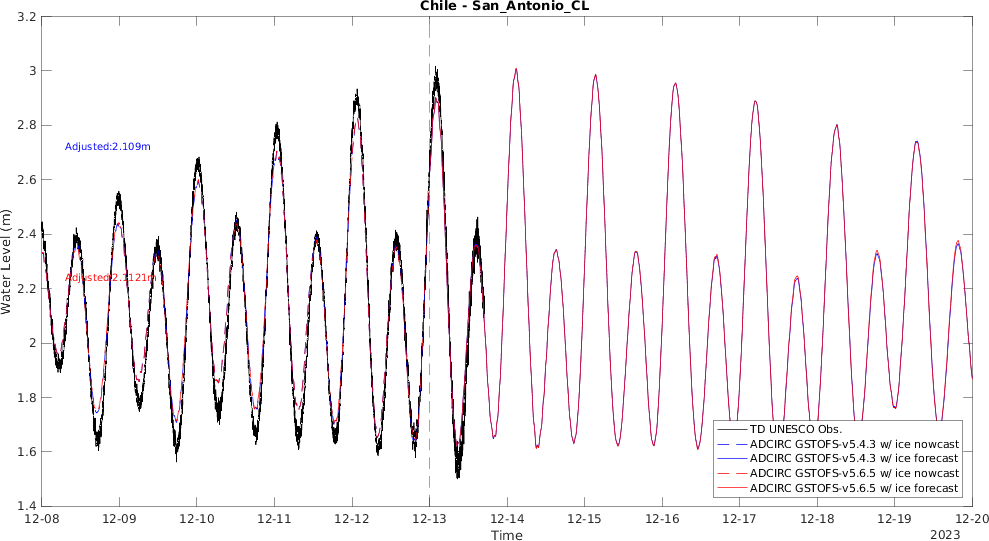 Chile - San_Antonio_CL
3.2
3
2.8
2.6
2.4
2.2
2
1.8
1.6
1.4
Water Level (m)
Adjusted:2.109m
Adjusted:2.1121m
TD UNESCO Obs.
ADCIRC GSTOFS-v5.4.3 w/ ice nowcast
ADCIRC GSTOFS-v5.4.3 w/ ice forecast
ADCIRC GSTOFS-v5.6.5 w/ ice nowcast
ADCIRC GSTOFS-v5.6.5 w/ ice forecast
12-08 12-09 12-10 12-11 12-12 12-13 12-14 12-15 12-16 12-17 12-18 12-19 12-20
Time
2023